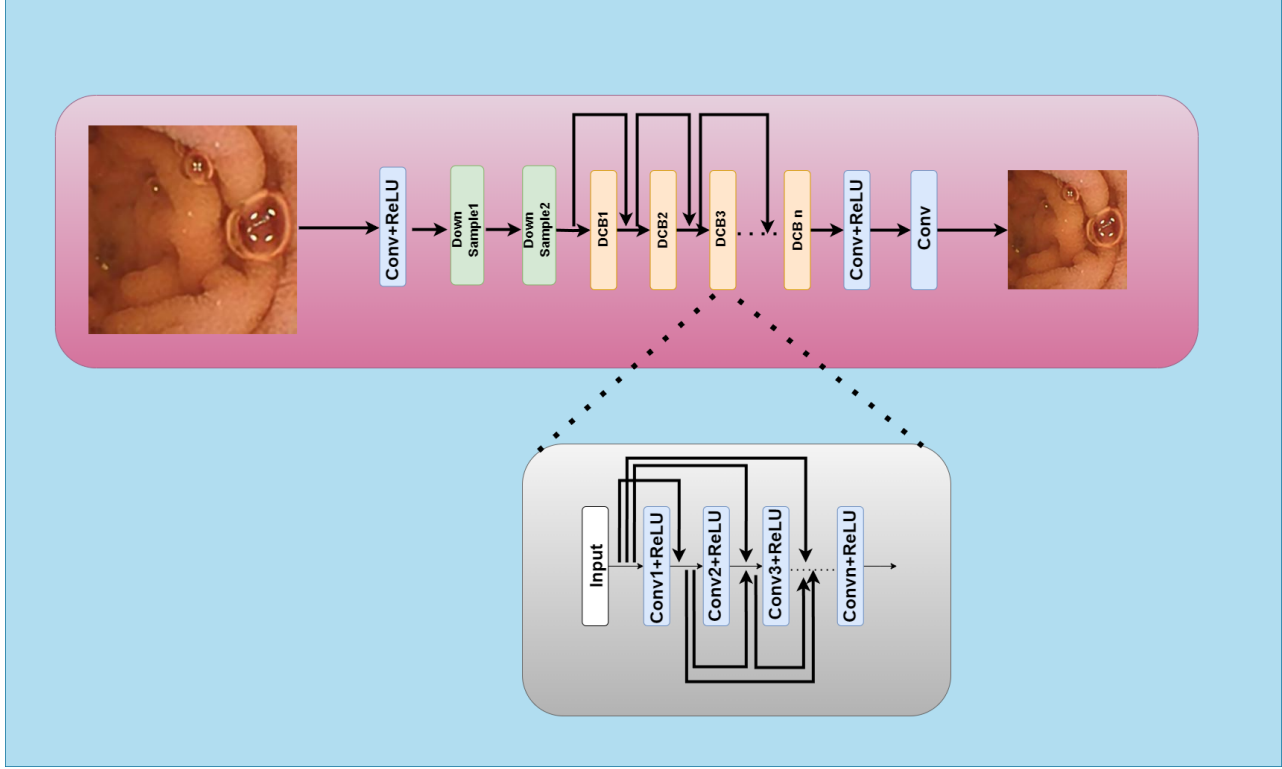 Conv+ReLU
Down
Sample1
Down
Sample2
DCB1
DCB2
DCB3
DCB n
Conv+ReLU
Conv
Input
Conv1+ReLU
Conv2+ReLU
Conv3+ReLU
Convn+ReLU